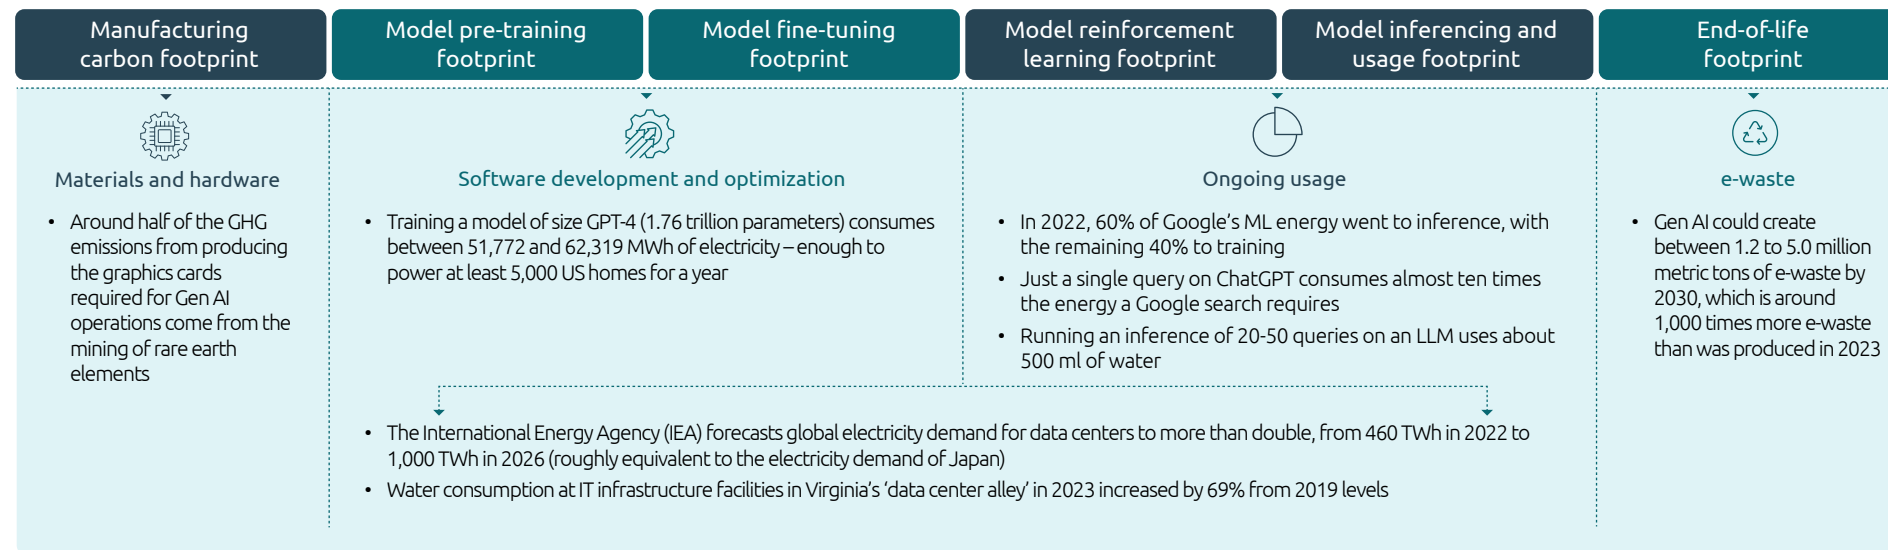 Manufacturing
carbon footprint
Model pre-training
footprint
Model fine-tuning
footprint
Model reinforcement
learning footprint
Model inferencing and
usage footprint
End-of-life
footprint
Materials and hardware
• Around half of the GHG
emissions from producing
the graphics cards
required for Gen AI
operations come from the
mining of rare earth
elements
Software development and optimization
• Training a model of size GPT-4 (1.76 trillion parameters) consumes
between 51,772 and 62,319 MWh of electricity – enough to
power at least 5,000 US homes for a year
Ongoing usage
• In 2022, 60% of Google’s ML energy went to inference, with
the remaining 40% to training
• Just a single query on ChatGPT consumes almost ten times
the energy a Google search requires
• Running an inference of 20-50 queries on an LLM uses about
500 ml of water
• The International Energy Agency (IEA) forecasts global electricity demand for data centers to more than double, from 460 TWh in 2022 to
1,000 TWh in 2026 (roughly equivalent to the electricity demand of Japan)
• Water consumption at IT infrastructure facilities in Virginia’s ‘data center alley’ in 2023 increased by 69% from 2019 levels
e-waste
• Gen AI could create
between 1.2 to 5.0 million
metric tons of e-waste by
2030, which is around
1,000 times more e-waste
than was produced in 2023